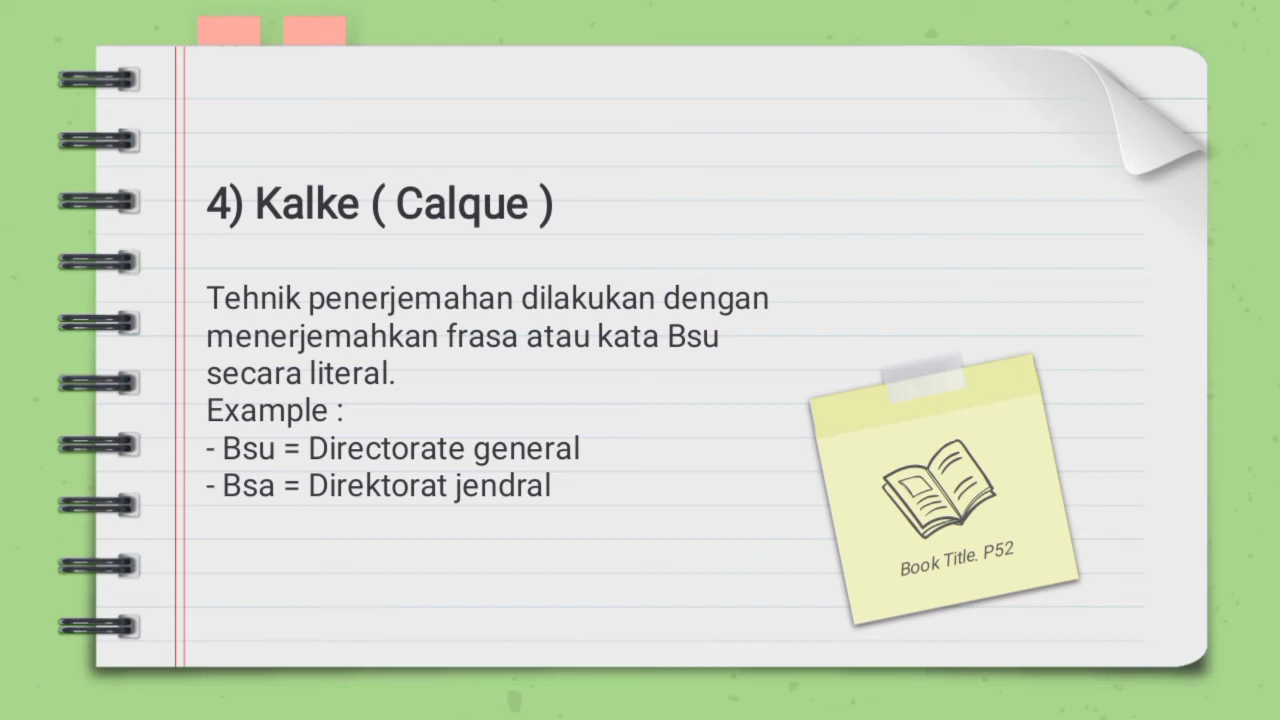 4) Kalke ( Calque )
Tehnik penerjemahan dilakukan dengan
menerjemahkan frasa atau kata Bsu
secara literal.
Example :
- Bsu = Directorate general
- Bsa = Direktorat jendral
Book Title. P52